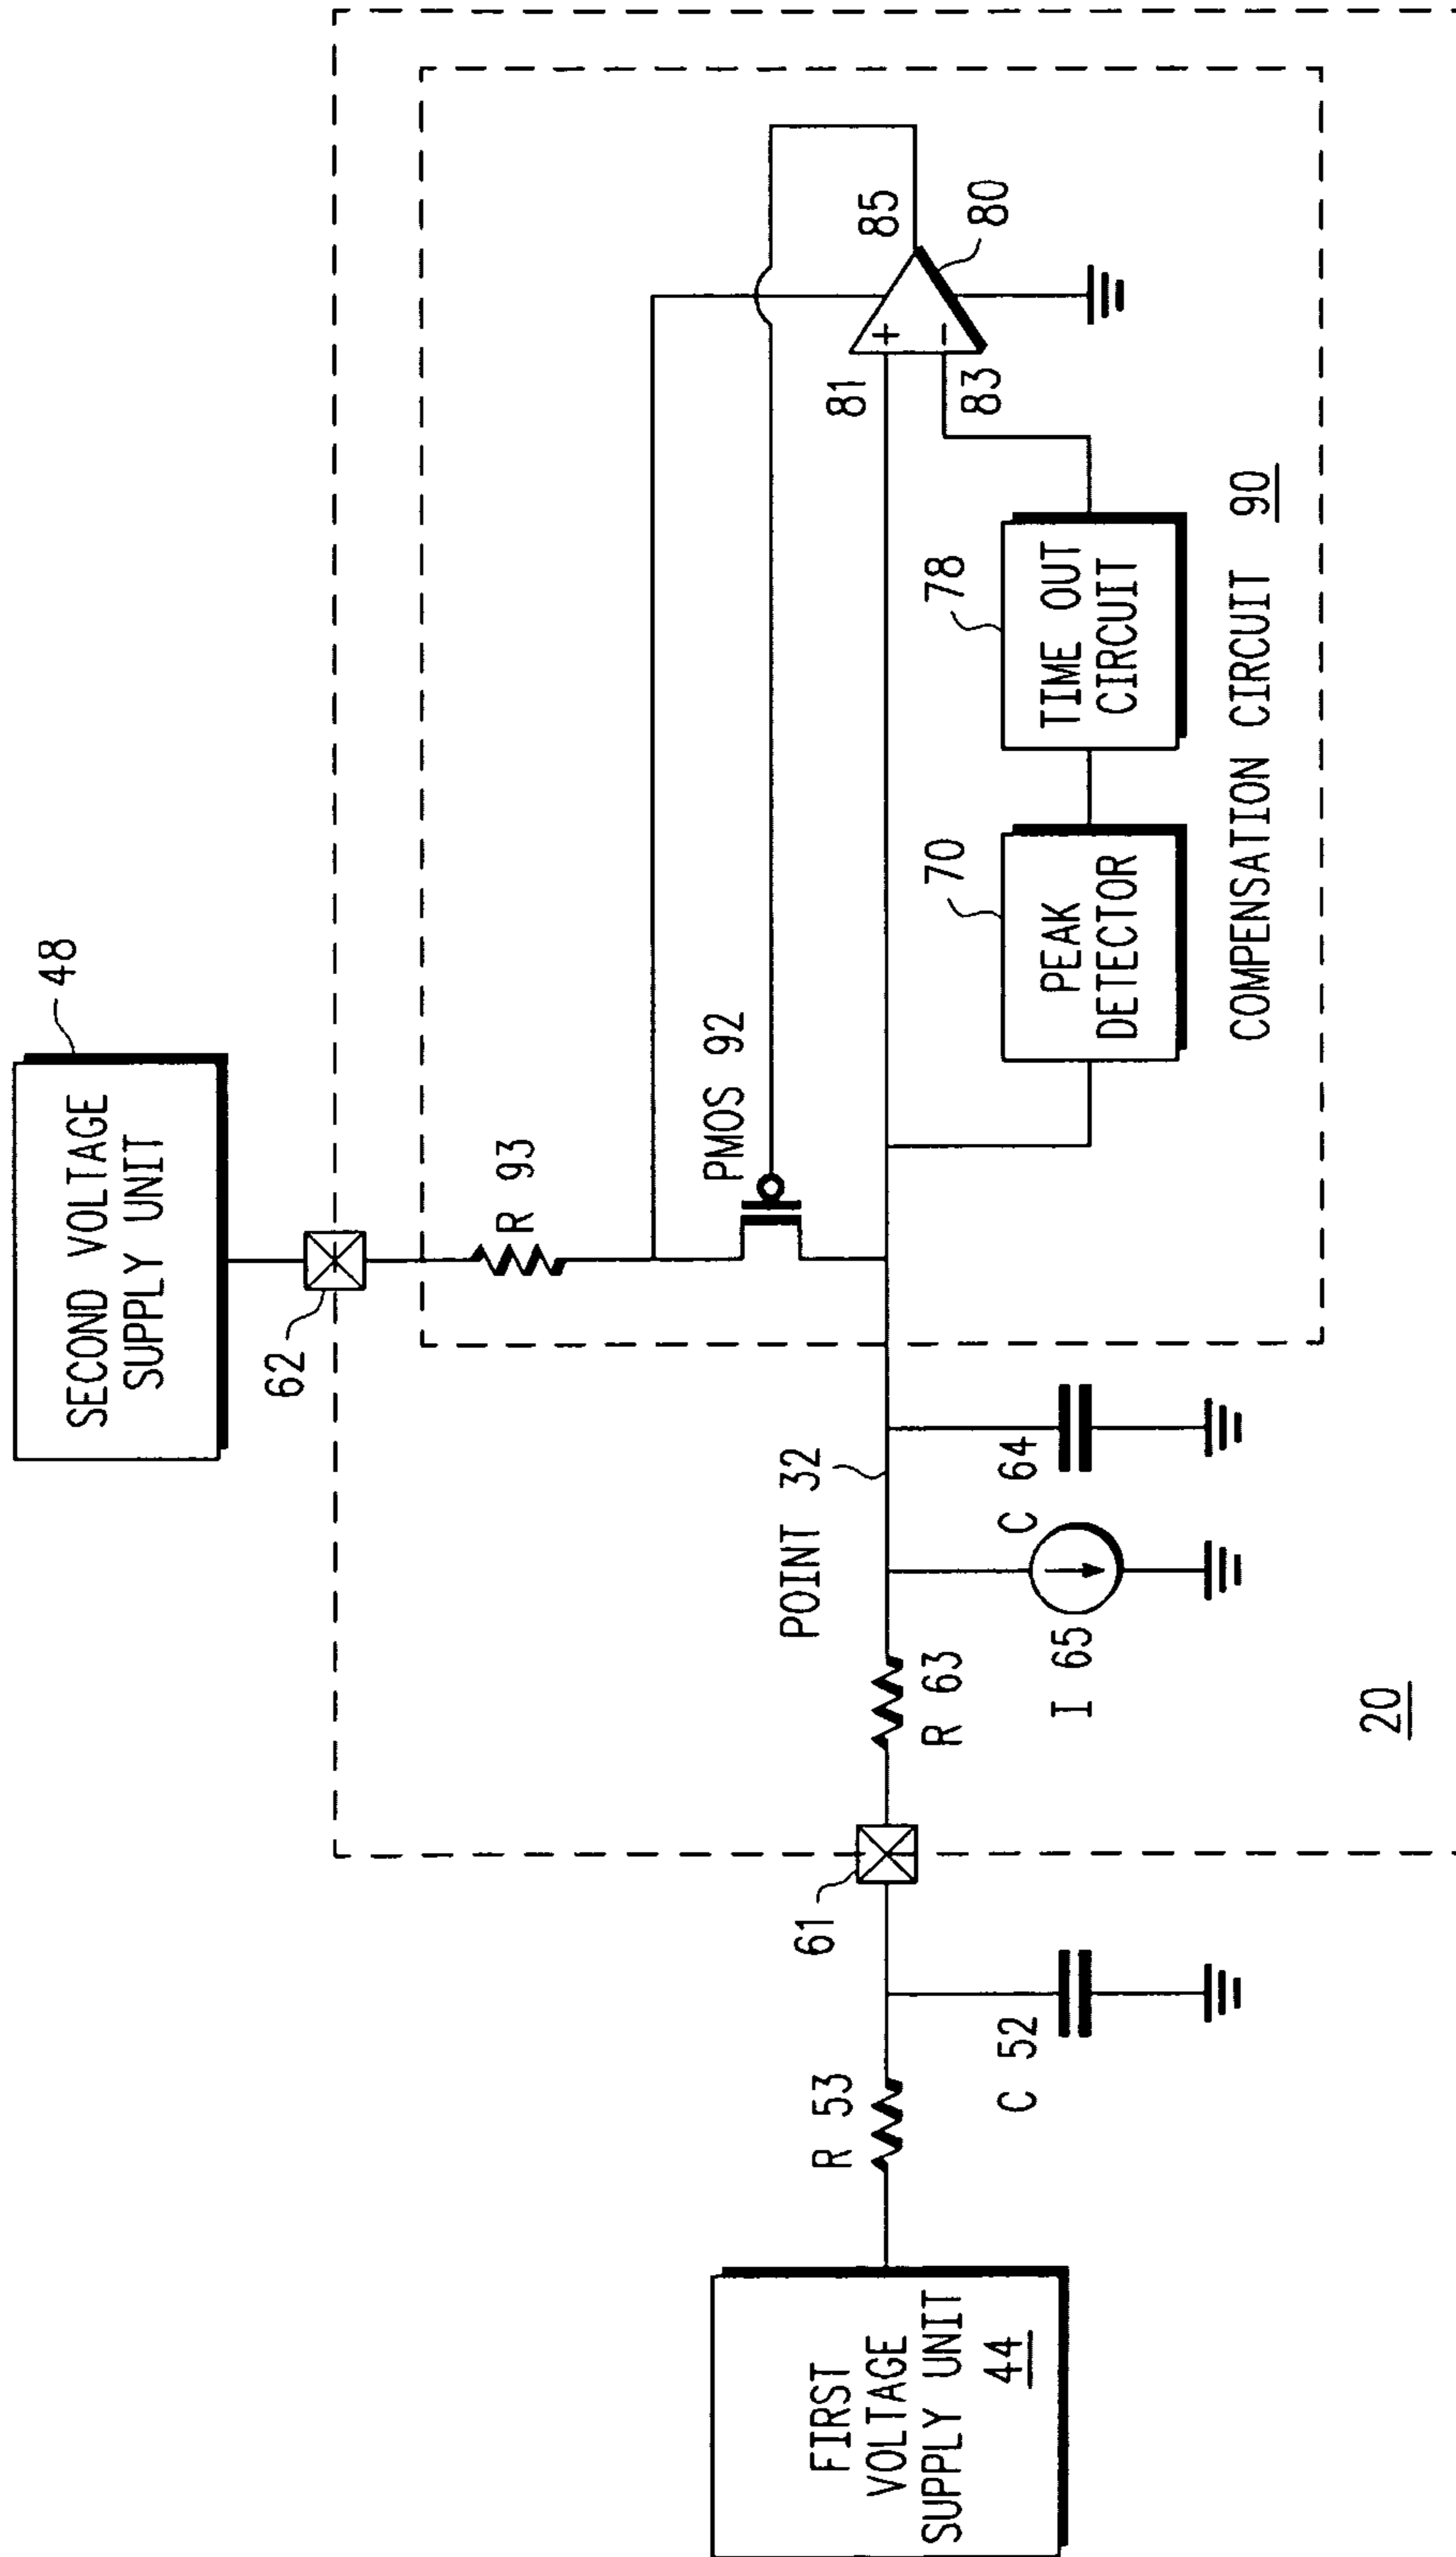 SECOND VOLTAGE
SUPPLY UNIT
48
62
R 93
PMOS 92
85
80
81
83
+
−
POINT 32
70
PEAK
DETECTOR
78
TIME OUT
CIRCUIT
COMPENSATION CIRCUIT 90
FIRST
VOLTAGE
SUPPLY UNIT
44
R 53
C 52
61
R 63
I 65
C 64
20